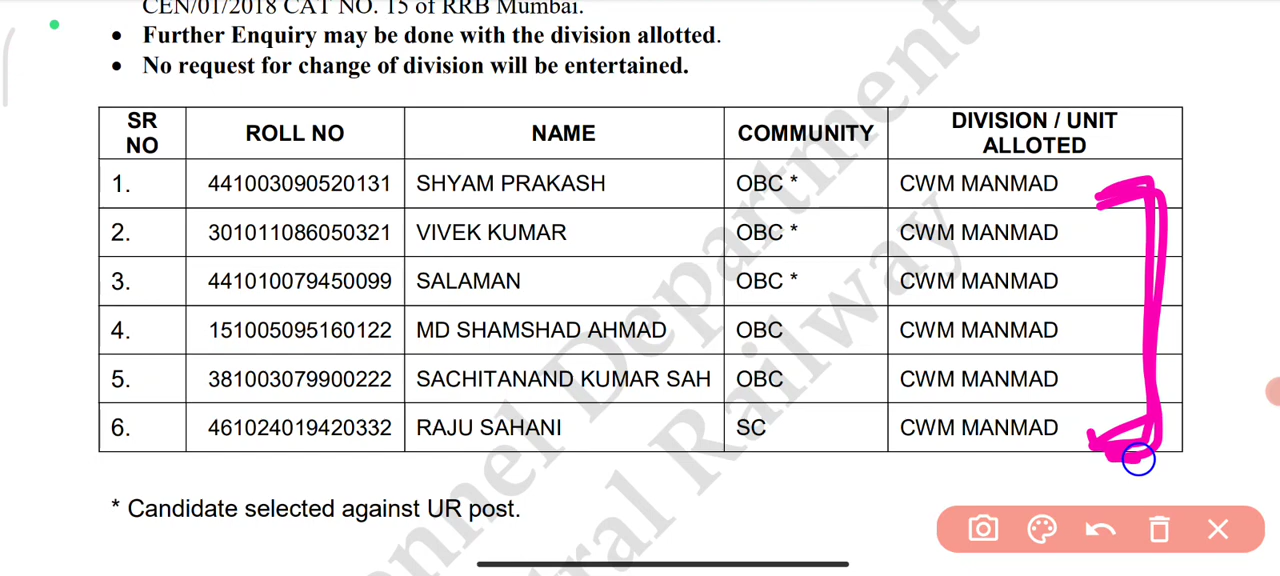 CEN/01/2018 CAT NO. 15 of RRB Mumbai.
• Further Enquiry may be done with the division allotted.
• No request for change of division will be entertained.
SR NO ROLL NO NAME COMMUNITY DIVISION / UNIT ALLOTED
1. 441003090520131 SHYAM PRAKASH OBC * CWM MANMAD
2. 301011086050321 VIVEK KUMAR OBC * CWM MANMAD
3. 441010079450099 SALAMAN OBC * CWM MANMAD
4. 151005095160122 MD SHAMSHAD AHMAD OBC CWM MANMAD
5. 381003079900222 SACHITANAND KUMAR SAH OBC CWM MANMAD
6. 461024019420332 RAJU SAHANI SC CWM MANMAD
* Candidate selected against UR post.
nnel Department
ral Railway